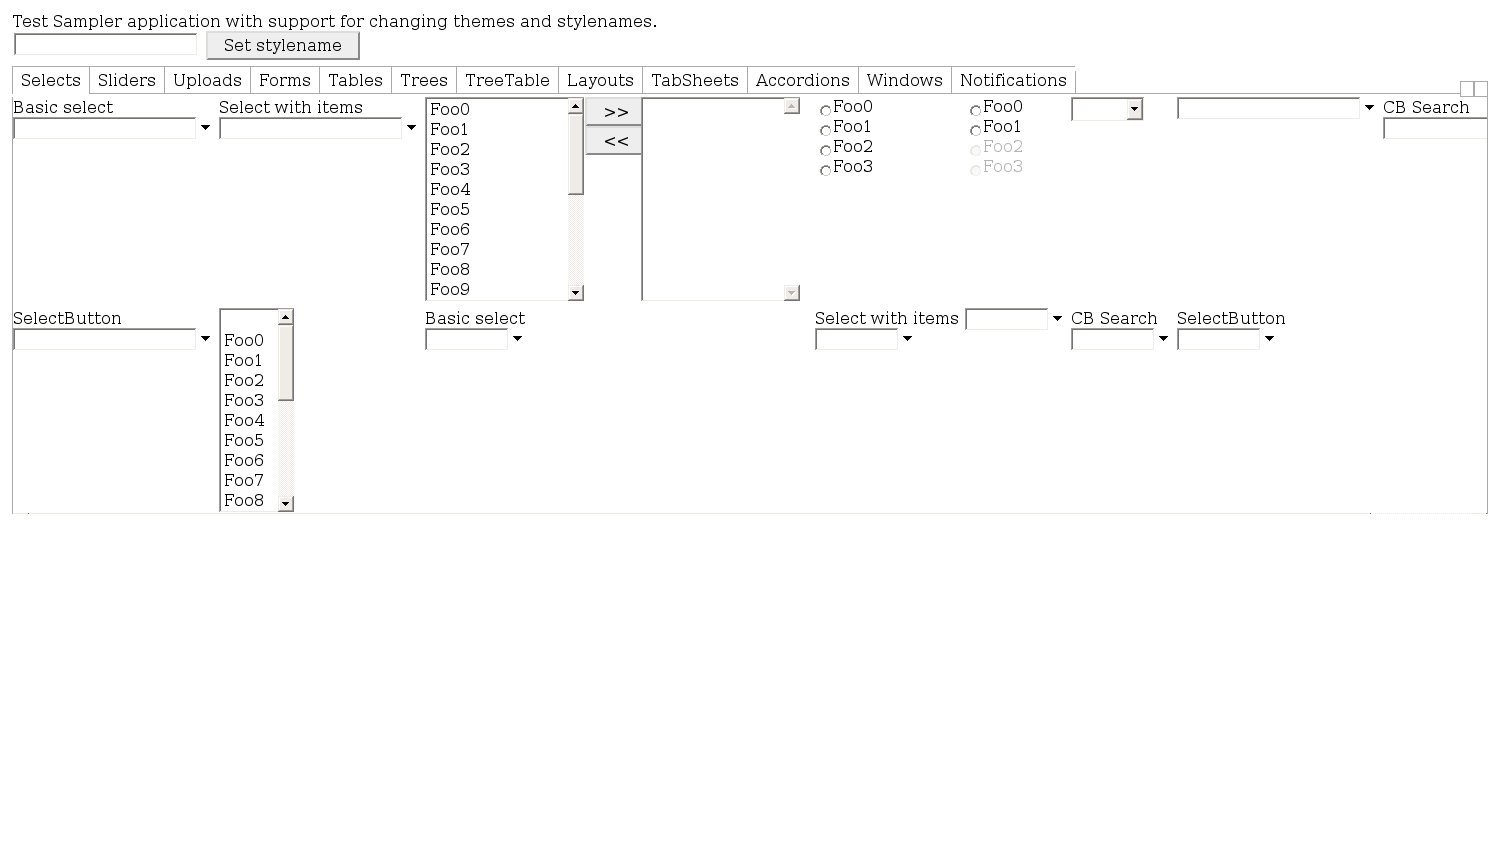 Test Sampler application with support for changing themes and stylenames.
Set stylename
Selects Sliders Uploads Forms Tables Trees TreeTable Layouts TabSheets Accordions Windows Notifications
Basic select
Select with items
Foo0
Foo1
Foo2
Foo3
Foo4
Foo5
Foo6
Foo7
Foo8
Foo9
>>
<<
Foo0
Foo1
Foo2
Foo3
Foo0
Foo1
Foo2
Foo3
CB Search
SelectButton
Foo0
Foo1
Foo2
Foo3
Foo4
Foo5
Foo6
Foo7
Foo8
Basic select
Select with items
CB Search
SelectButton